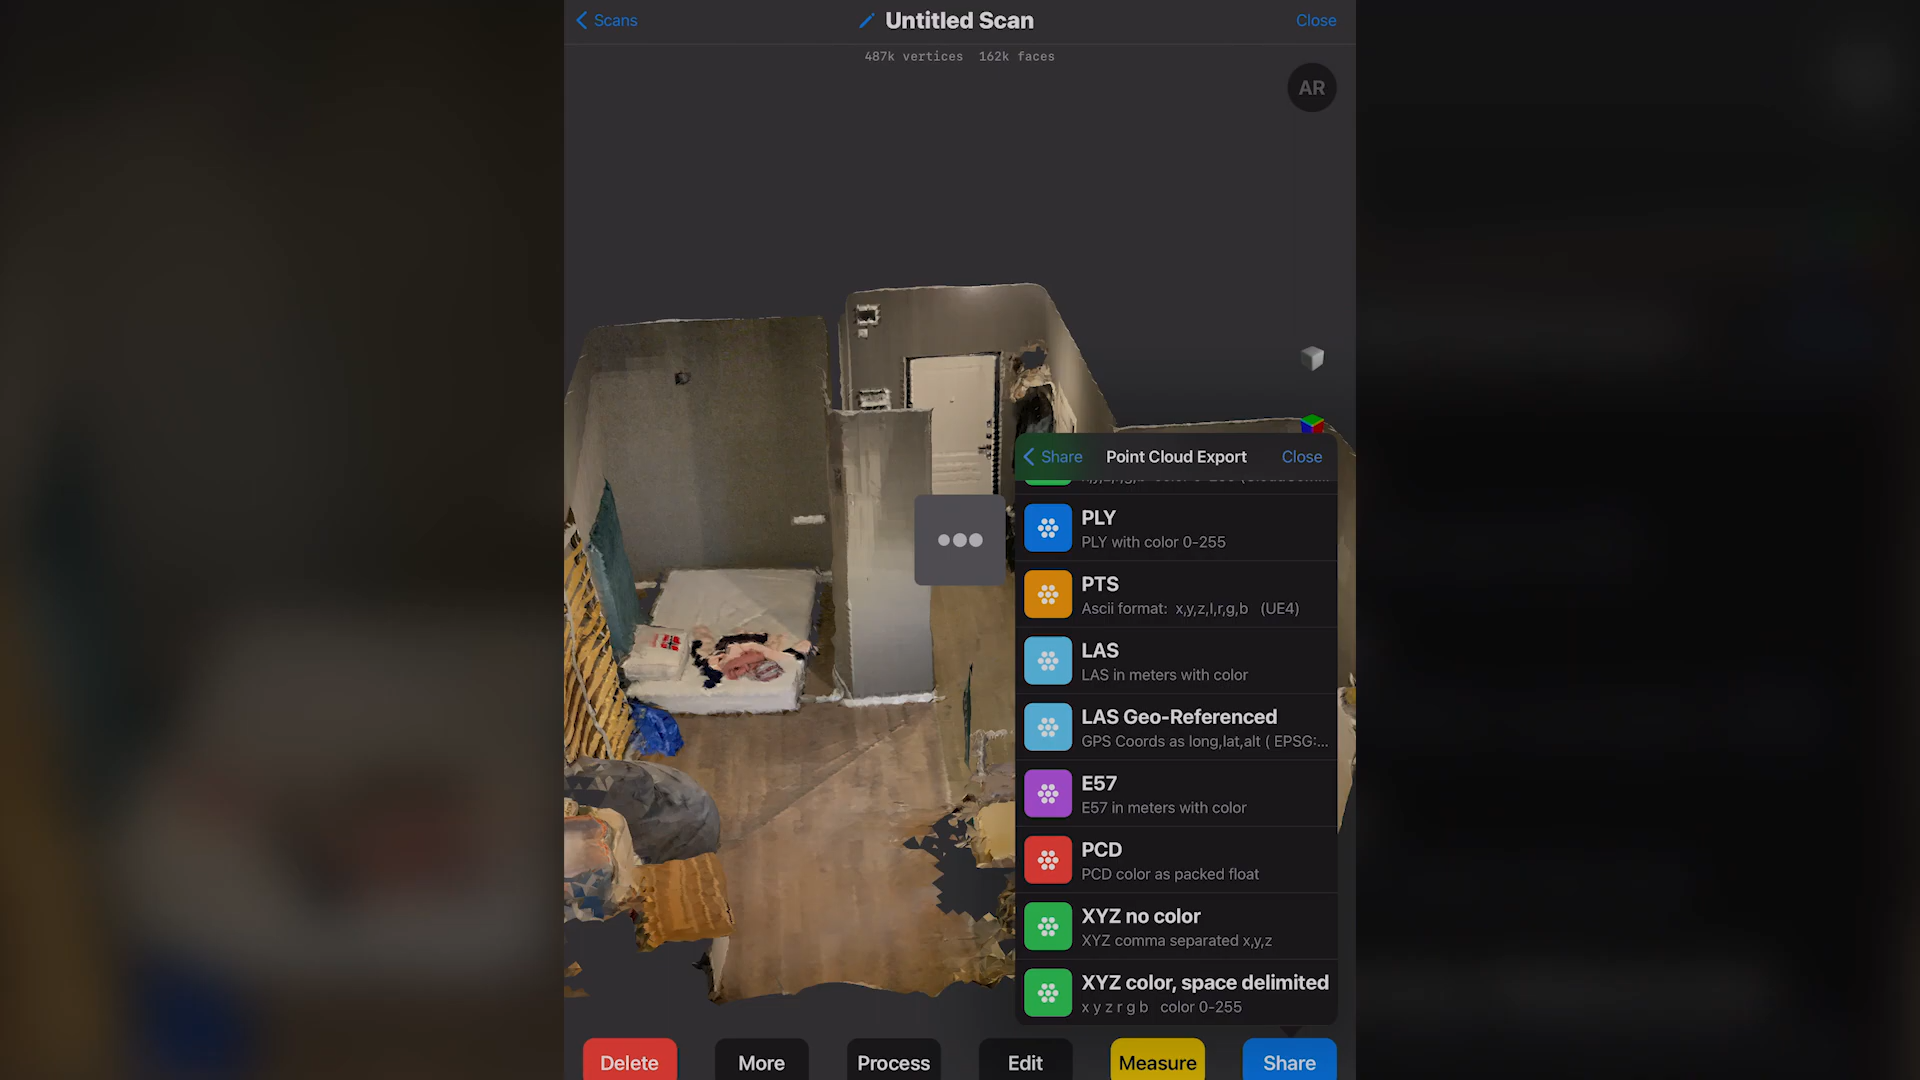 Scans
Untitled Scan
Close
487k vertices 162k faces
AR
Share
Point Cloud Export
Close
PLY
PLY with color 0-255
PTS
Ascii format: x,y,z,I,r,g,b (UE4)
LAS
LAS in meters with color
LAS Geo-Referenced
GPS Coords as long,lat,alt ( EPSG:...
E57
E57 in meters with color
PCD
PCD color as packed float
XYZ no color
XYZ comma separated x,y,z
XYZ color, space delimited
x y z r g b color 0-255
Delete
More
Process
Edit
Measure
Share